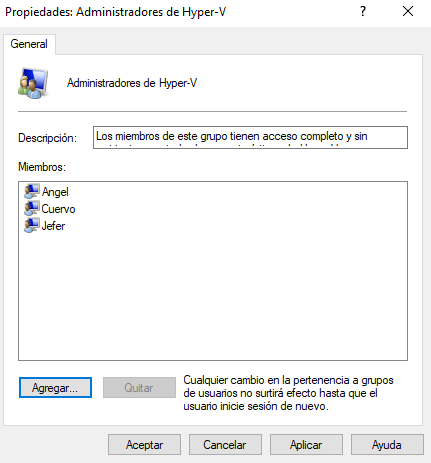 Propiedades: Administradores de Hyper-V
?
General
Administradores de Hyper-V
Descripción:
Los miembros de este grupo tienen acceso completo y sin
Miembros:
Angel
Cuervo
Jefer
Agregar...
Quitar
Cualquier cambio en la pertenencia a grupos
de usuarios no surtirá efecto hasta que el
usuario inicie sesión de nuevo.
Aceptar
Cancelar
Aplicar
Ayuda